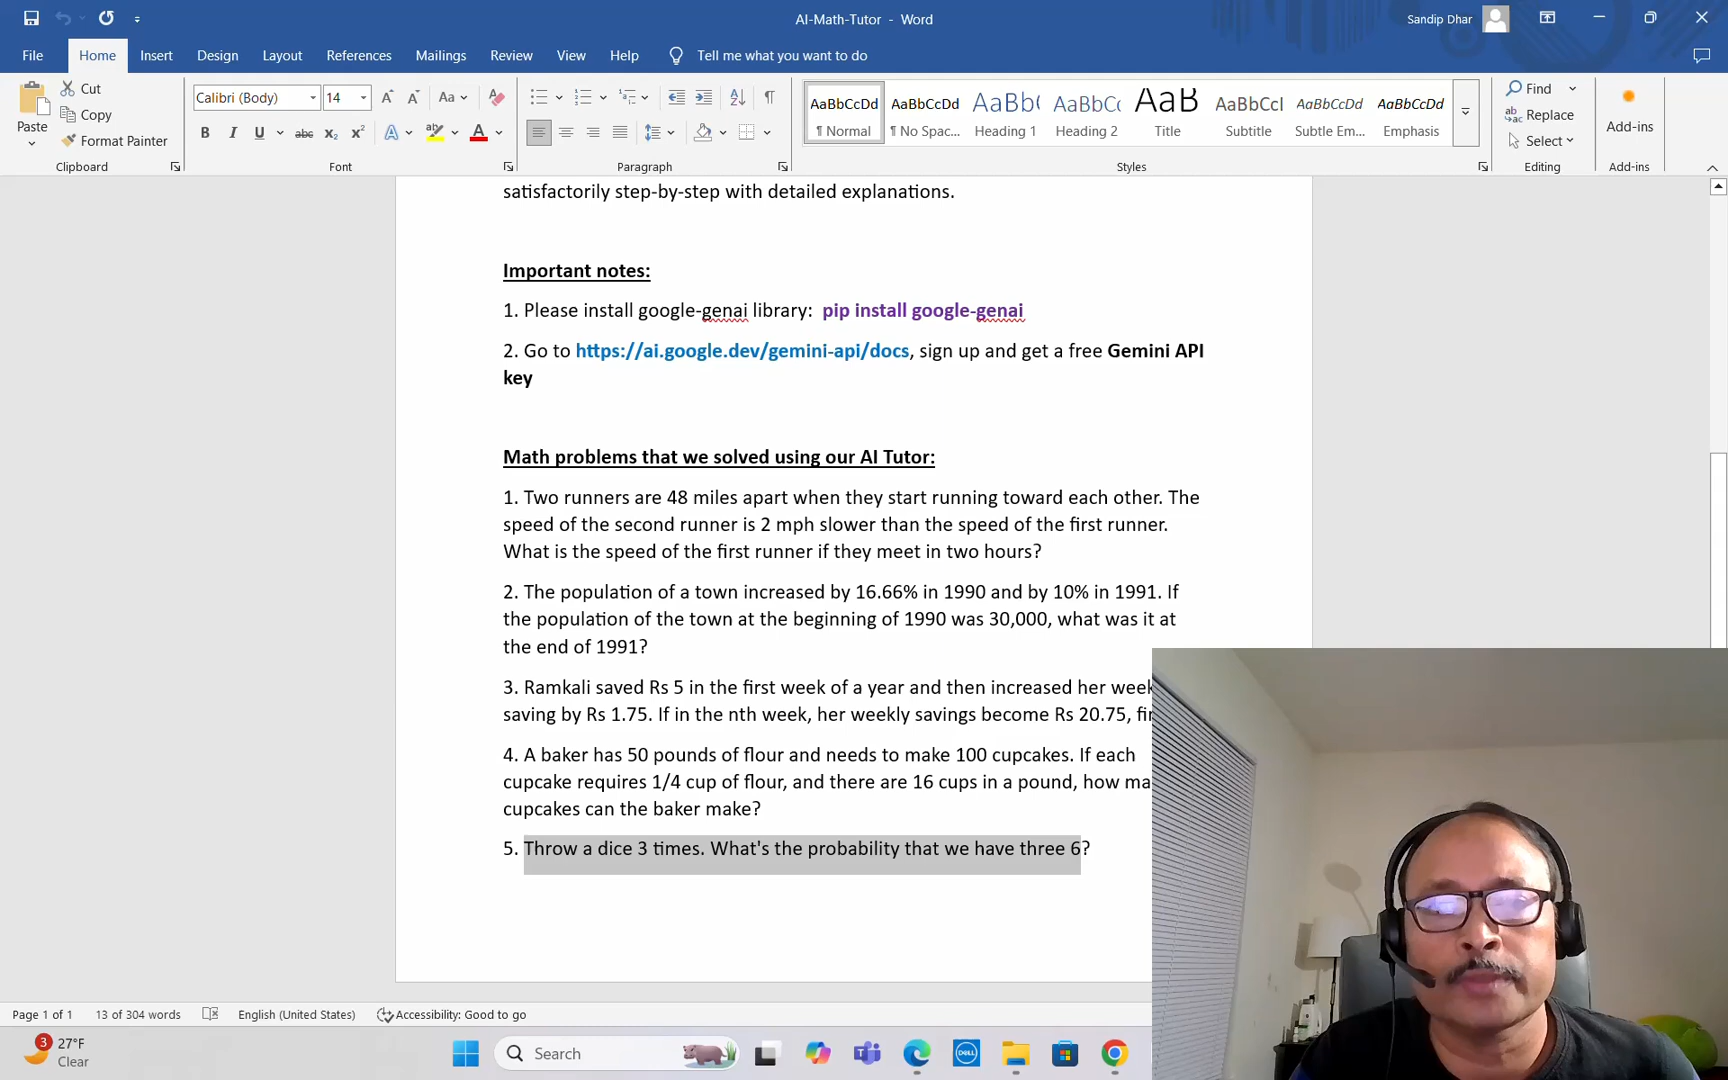 AI-Math-Tutor - Word
Sandip Dhar
File Home Insert Design Layout References Mailings Review View Help Tell me what you want to do
Paste
Cut
Copy
Format Painter
Clipboard
Calibri (Body) 14
Font
Paragraph
AaBbCcDd AaBbCcDd AaBb( AaBbCc AaB AaBbCcl AaBbCcDd AaBbCcDd
¶ Normal ¶ No Spac... Heading 1 Heading 2 Title Subtitle Subtle Em... Emphasis
Styles
Find
Replace
Select
Editing
Add-ins
Add-ins
satisfactorily step-by-step with detailed explanations.
Important notes:
1. Please install google-genai library: pip install google-genai
2. Go to https://ai.google.dev/gemini-api/docs, sign up and get a free Gemini API
key
Math problems that we solved using our AI Tutor:
1. Two runners are 48 miles apart when they start running toward each other. The
speed of the second runner is 2 mph slower than the speed of the first runner.
What is the speed of the first runner if they meet in two hours?
2. The population of a town increased by 16.66% in 1990 and by 10% in 1991. If
the population of the town at the beginning of 1990 was 30,000, what was it at
the end of 1991?
3. Ramkali saved Rs 5 in the first week of a year and then increased her week
saving by Rs 1.75. If in the nth week, her weekly savings become Rs 20.75, fi
4. A baker has 50 pounds of flour and needs to make 100 cupcakes. If each
cupcake requires 1/4 cup of flour, and there are 16 cups in a pound, how ma
cupcakes can the baker make?
5. Throw a dice 3 times. What's the probability that we have three 6?
Page 1 of 1 13 of 304 words English (United States) Accessibility: Good to go
3
27°F
Clear
Search
DELL